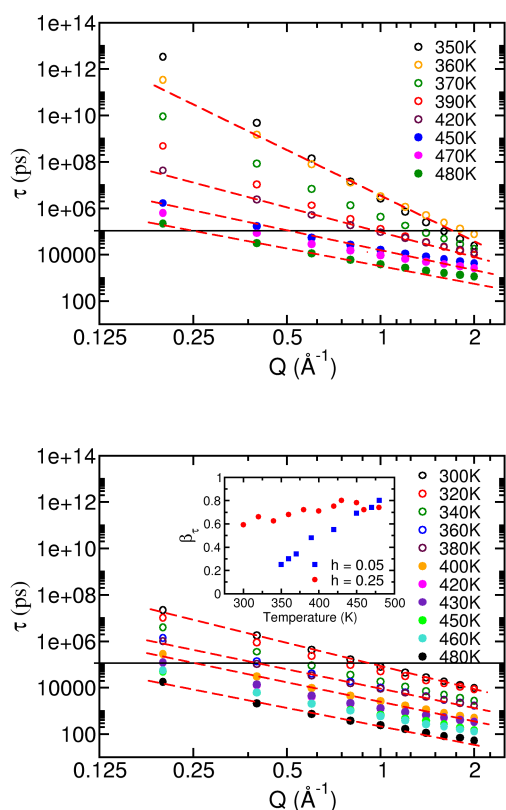 1e+14
1e+12
1e+10
1e+08
1e+06
10000
100
τ (ps)
350K
360K
370K
390K
420K
450K
470K
480K
0.125
0.25
0.5
1
2
Q (Å⁻¹)
1e+14
1e+12
1e+10
1e+08
1e+06
10000
100
τ (ps)
1
0.8
0.6
0.4
0.2
0
βτ
h = 0.05
h = 0.25
300
350
400
450
500
Temperature (K)
300K
320K
340K
360K
380K
400K
420K
430K
450K
460K
480K
0.125
0.25
0.5
1
2
Q (Å⁻¹)